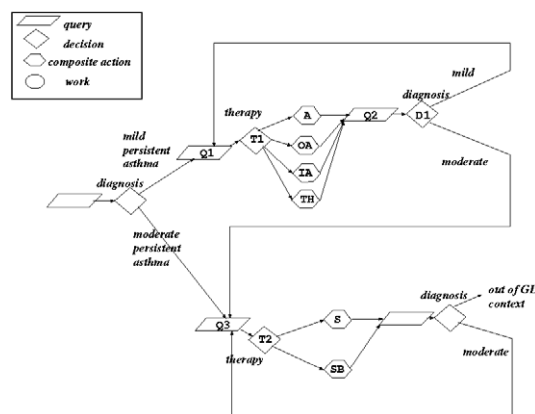 query
decision
composite action
work
mild
diagnosis
therapy
A
Q2
D1
mild
persistent
asthma
T1
OA
Q1
IA
moderate
TH
diagnosis
moderate
persistent
asthma
out of GL
context
diagnosis
Q3
S
T2
therapy
moderate
SB